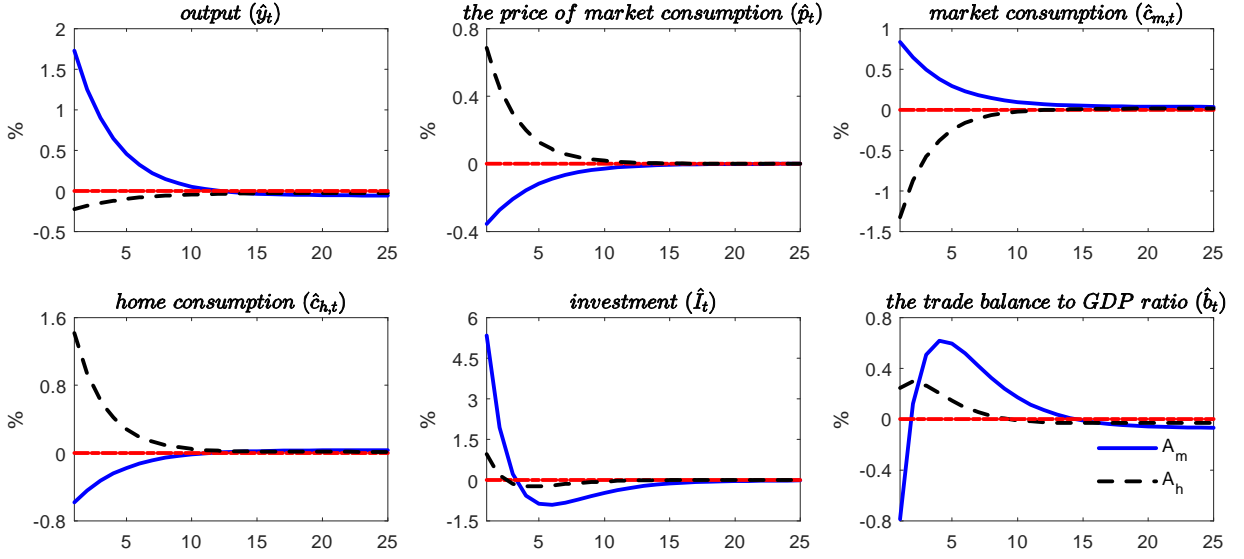 output (ŷ_t)
the price of market consumption (p̂_t)
market consumption (ĉ_{m,t})
2
1.5
1
0.5
0
-0.5
%
5 10 15 20 25
0.8
0.4
0
-0.4
%
5 10 15 20 25
1
0.5
0
-0.5
-1
-1.5
%
5 10 15 20 25
home consumption (ĉ_{h,t})
investment (Î_t)
the trade balance to GDP ratio (b̂_t)
1.6
0.8
0
-0.8
%
5 10 15 20 25
6
4.5
3
1.5
0
-1.5
%
5 10 15 20 25
0.8
0.4
0
-0.4
-0.8
%
A_m
A_h
5 10 15 20 25